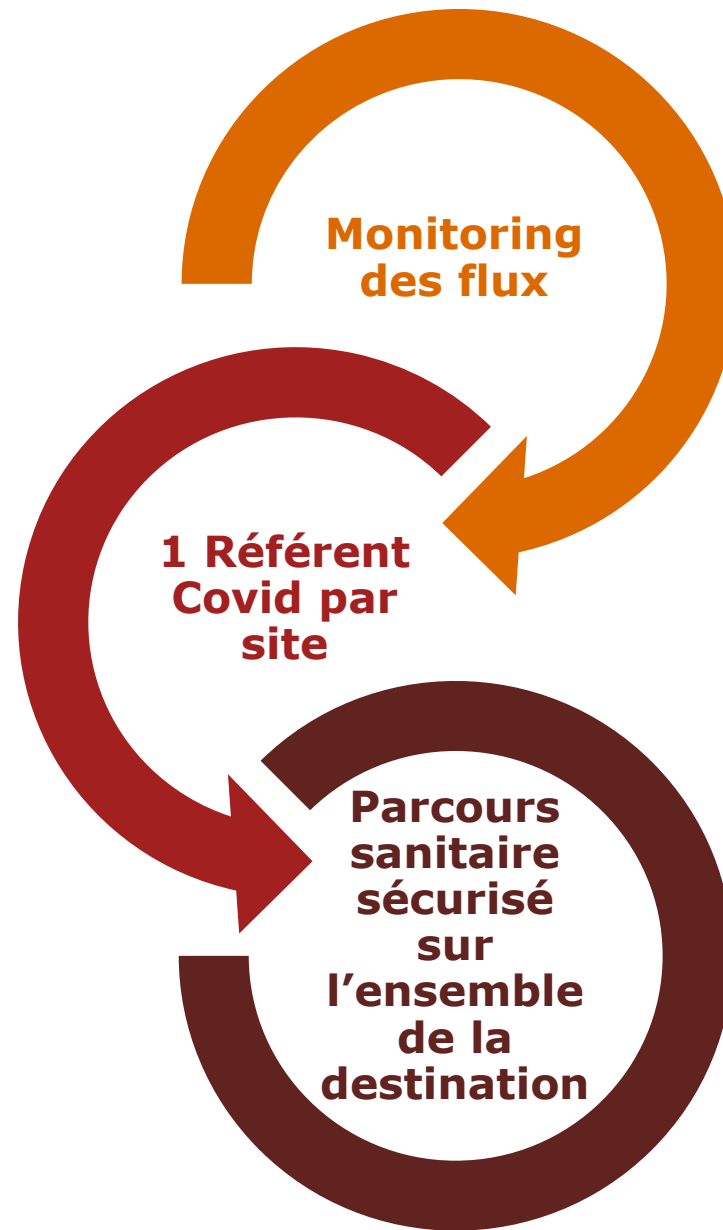 Monitoring
des flux
1 Référent
Covid par
site
Parcours
sanitaire
sécurisé
sur
l’ensemble
de la
destination